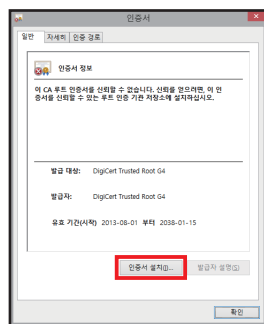 인증서
일반 자세히 인증 경로
인증서 정보
이 CA 루트 인증서를 신뢰할 수 없습니다. 신뢰를 얻으려면, 이 인
증서를 신뢰할 수 있는 루트 인증 기관 저장소에 설치하십시오.
발급 대상: DigiCert Trusted Root G4
발급자: DigiCert Trusted Root G4
유효 기간(시작) 2013-08-01 부터 2038-01-15
인증서 설치(I)... 발급자 설명(S)
확인